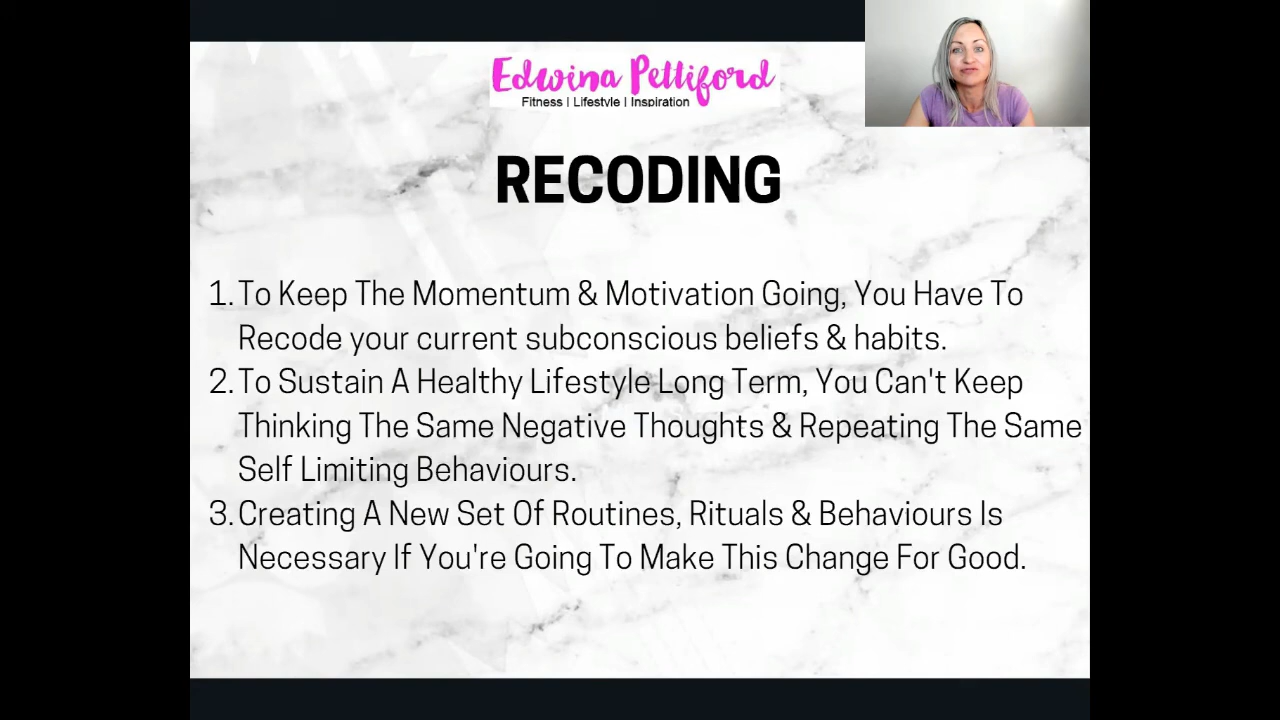 Edwina Pettiford
Fitness | Lifestyle | Inspiration
RECODING
1. To Keep The Momentum & Motivation Going, You Have To
Recode your current subconscious beliefs & habits.
2. To Sustain A Healthy Lifestyle Long Term, You Can't Keep
Thinking The Same Negative Thoughts & Repeating The Same
Self Limiting Behaviours.
3. Creating A New Set Of Routines, Rituals & Behaviours Is
Necessary If You're Going To Make This Change For Good.